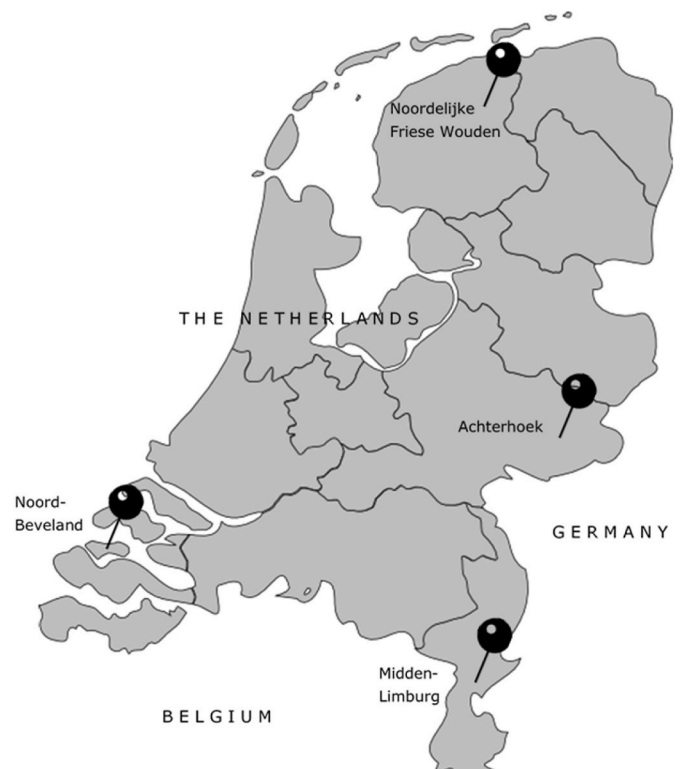 Noordelijke
Friese Wouden
THE NETHERLANDS
Achterhoek
Noord-
Beveland
GERMANY
Midden-
Limburg
BELGIUM